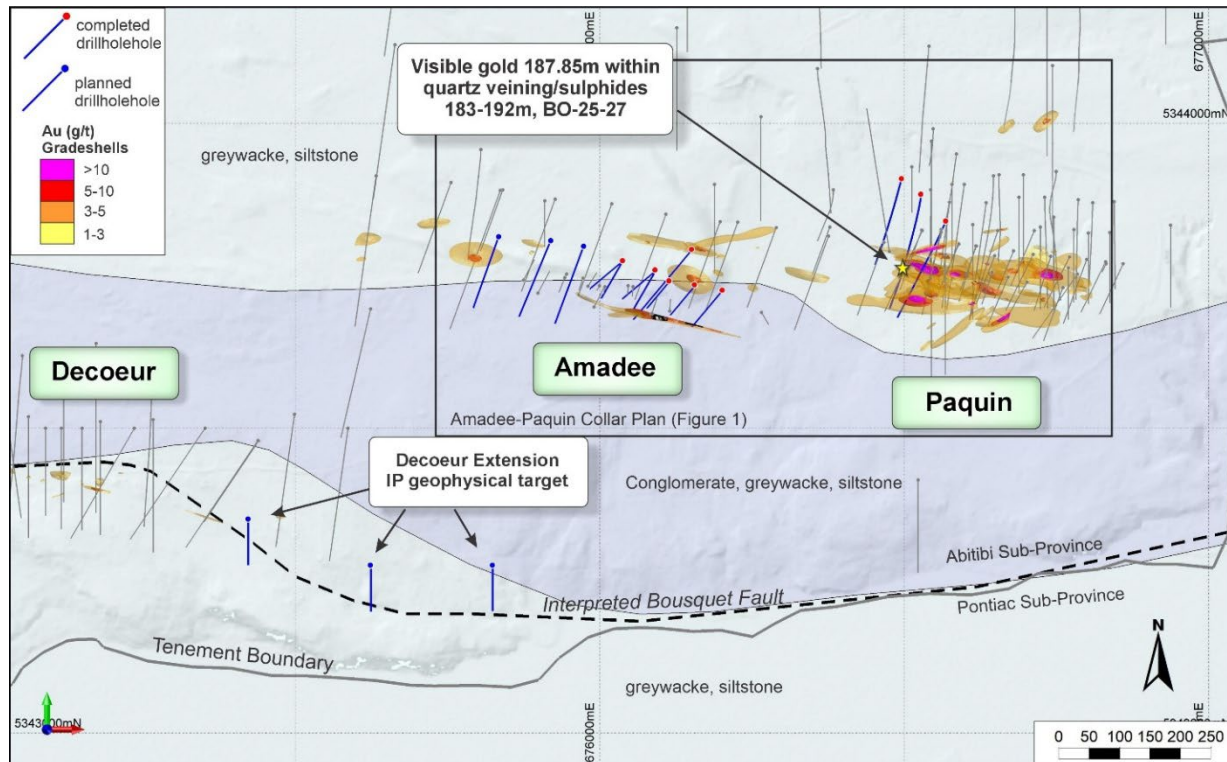 completed
drillholehole
planned
drillholehole
Au (g/t)
Gradeshells
>10
5-10
3-5
1-3
677000mE
Visible gold 187.85m within
quartz veining/sulphides
183-192m, BO-25-27
5344000mN
greywacke, siltstone
Decoeur
Amadee
Paquin
Amadee-Paquin Collar Plan (Figure 1)
Decoeur Extension
IP geophysical target
Conglomerate, greywacke, siltstone
Abitibi Sub-Province
Interpreted Bousquet Fault
Pontiac Sub-Province
Tenement Boundary
N
greywacke, siltstone
676000mE
0 50 100 150 200 250